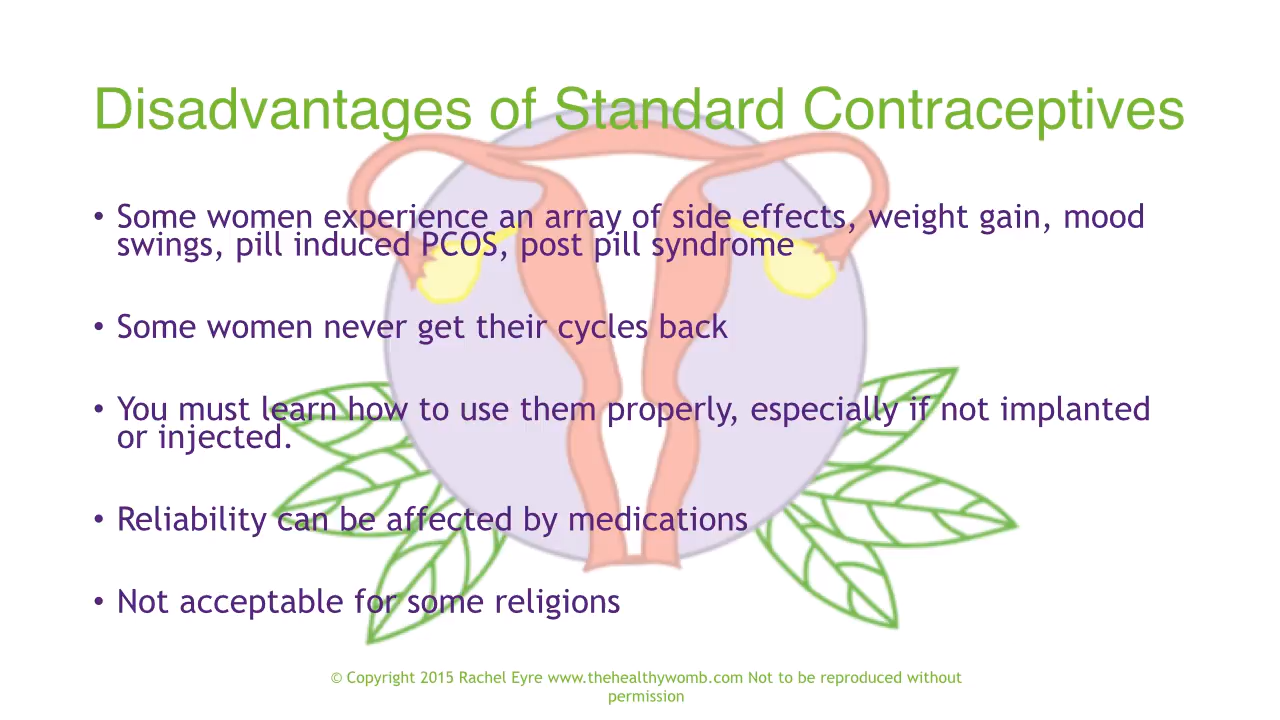 Disadvantages of Standard Contraceptives
• Some women experience an array of side effects, weight gain, mood
swings, pill induced PCOS, post pill syndrome
• Some women never get their cycles back
• You must learn how to use them properly, especially if not implanted
or injected.
• Reliability can be affected by medications
• Not acceptable for some religions
© Copyright 2015 Rachel Eyre www.thehealthywomb.com Not to be reproduced without
permission